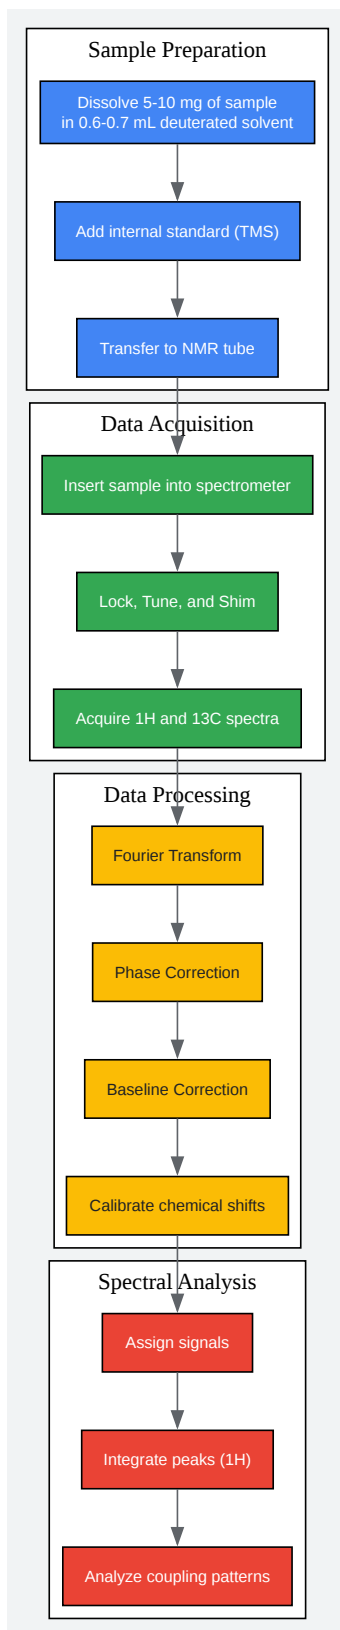 Sample Preparation
Dissolve 5-10 mg of sample
in 0.6-0.7 mL deuterated solvent
Add internal standard (TMS)
Transfer to NMR tube
Data Acquisition
Insert sample into spectrometer
Lock, Tune, and Shim
Acquire 1H and 13C spectra
Data Processing
Fourier Transform
Phase Correction
Baseline Correction
Calibrate chemical shifts
Spectral Analysis
Assign signals
Integrate peaks (1H)
Analyze coupling patterns